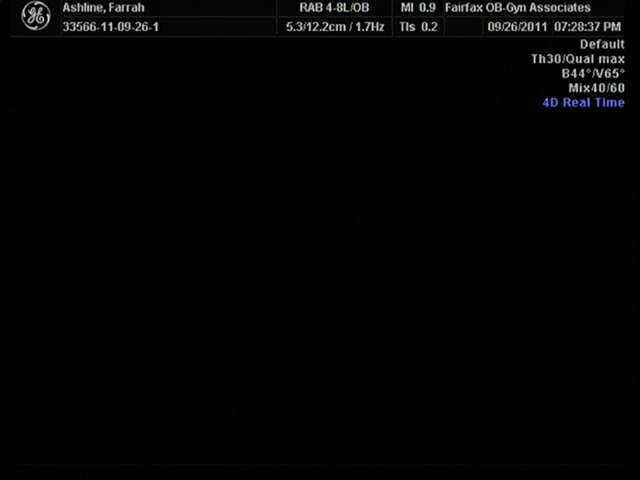 Ashline, Farrah RAB 4-8L/OB MI 0.9 Fairfax OB-Gyn Associates
33566-11-09-26-1 5.3/12.2cm / 1.7Hz TIs 0.2 09/26/2011 07:28:37 PM
Default
Th30/Qual max
B44°/V65°
Mix40/60
4D Real Time